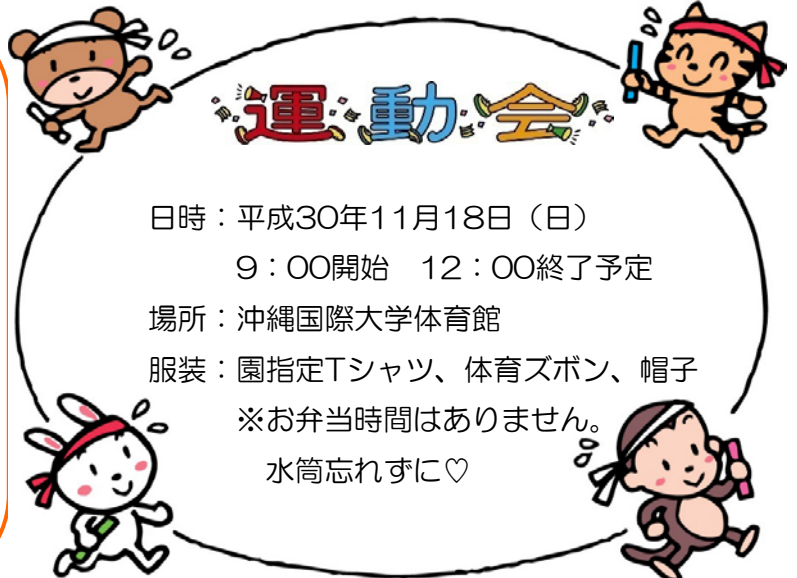 運動会
日時：平成30年11月18日（日）
9：00開始　12：00終了予定
場所：沖縄国際大学体育館
服装：園指定Tシャツ、体育ズボン、帽子
※お弁当時間はありません。
水筒忘れずに♡